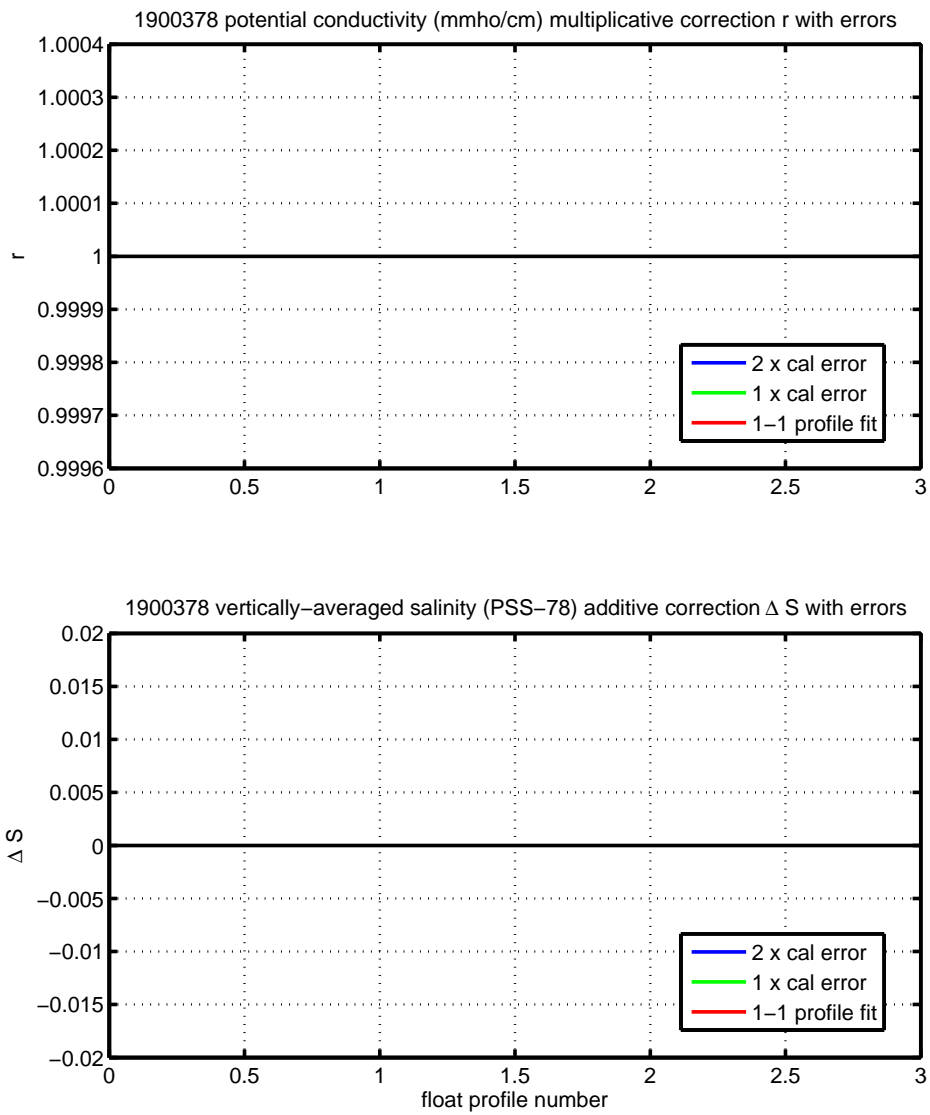 1900378 potential conductivity (mmho/cm) multiplicative correction r with errors
1.0004
1.0003
1.0002
1.0001
1
0.9999
0.9998
0.9997
0.9996
r
2 x cal error
1 x cal error
1−1 profile fit
0 0.5 1 1.5 2 2.5 3
1900378 vertically−averaged salinity (PSS−78) additive correction Δ S with errors
0.02
0.015
0.01
0.005
0
−0.005
−0.01
−0.015
−0.02
Δ S
2 x cal error
1 x cal error
1−1 profile fit
0 0.5 1 1.5 2 2.5 3
float profile number